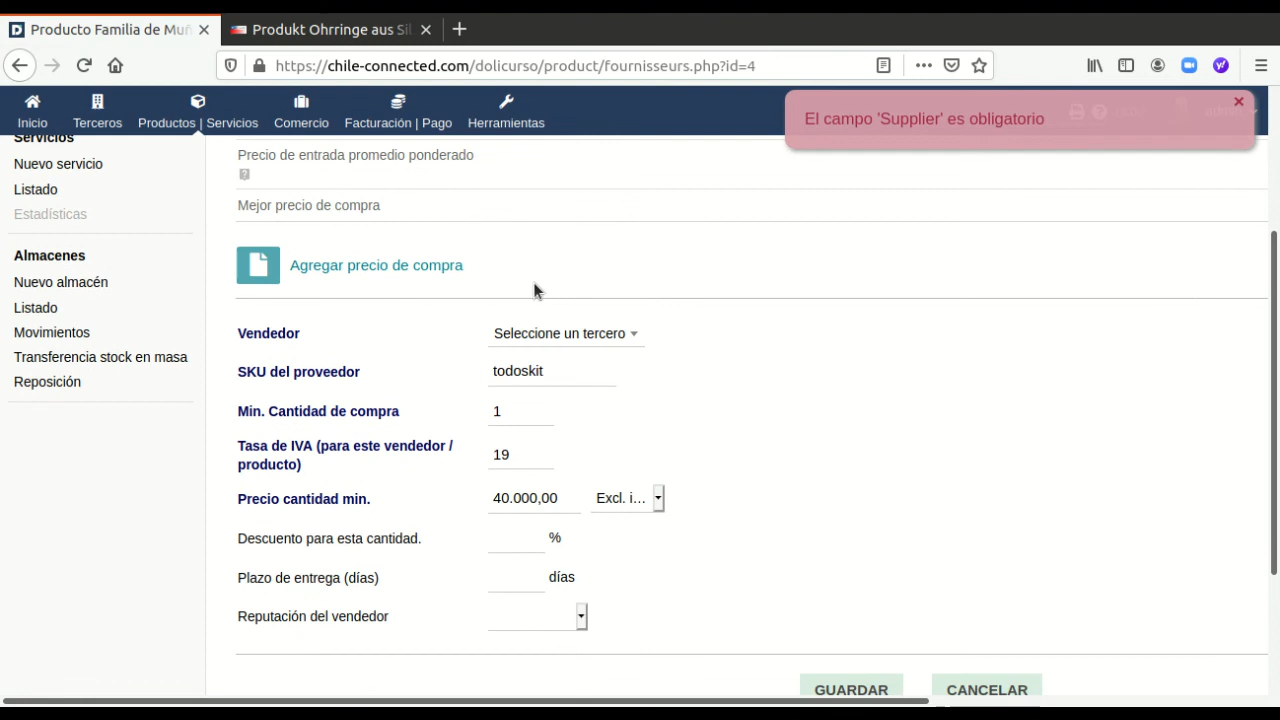 Producto Familia de Muñ
Produkt Ohrringe aus Sil
https://chile-connected.com/dolicurso/product/fournisseurs.php?id=4
Inicio
Terceros
Productos | Servicios
Comercio
Facturación | Pago
Herramientas
El campo 'Supplier' es obligatorio
Servicios
Nuevo servicio
Listado
Estadísticas
Almacenes
Nuevo almacén
Listado
Movimientos
Transferencia stock en masa
Reposición
Precio de entrada promedio ponderado
Mejor precio de compra
Agregar precio de compra
Vendedor Seleccione un tercero
SKU del proveedor todoskit
Min. Cantidad de compra 1
Tasa de IVA (para este vendedor /
producto) 19
Precio cantidad min. 40.000,00 Excl. i...
Descuento para esta cantidad. %
Plazo de entrega (días) días
Reputación del vendedor
GUARDAR CANCELAR